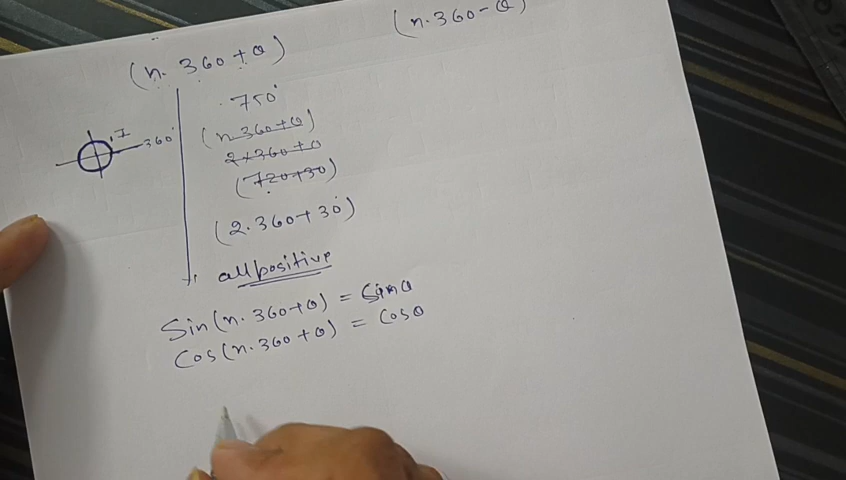 (n. 360+θ)
(n.360-θ)
I
360°
750°
(n 360+θ)
2×360+θ
(720+30)
(2.360+30°)
all positive
Sin(n. 360+θ) = Sinθ
Cos(n.360+θ) = Cosθ